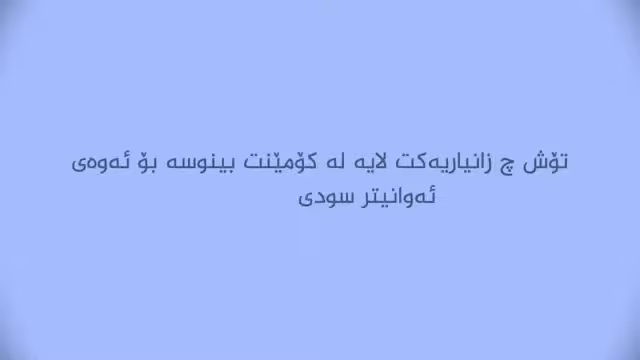 تۆش چ زانیاریەکت لایە لە کۆمێنت بینوسە بۆ ئەوەی
ئەوانیتر سودی